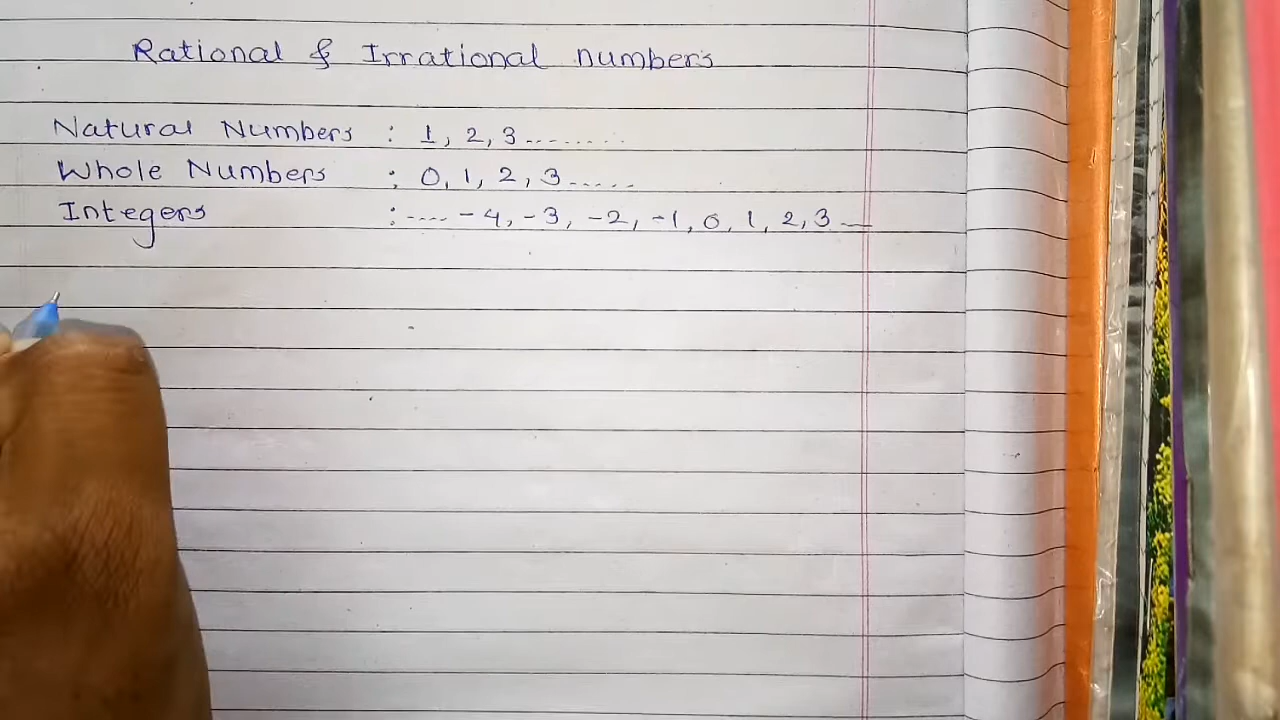 Rational & Irrational Numbers
Natural Numbers : 1, 2, 3........
Whole Numbers : 0, 1, 2, 3.....
Integers :.... -4, -3, -2, -1, 0, 1, 2, 3 ....